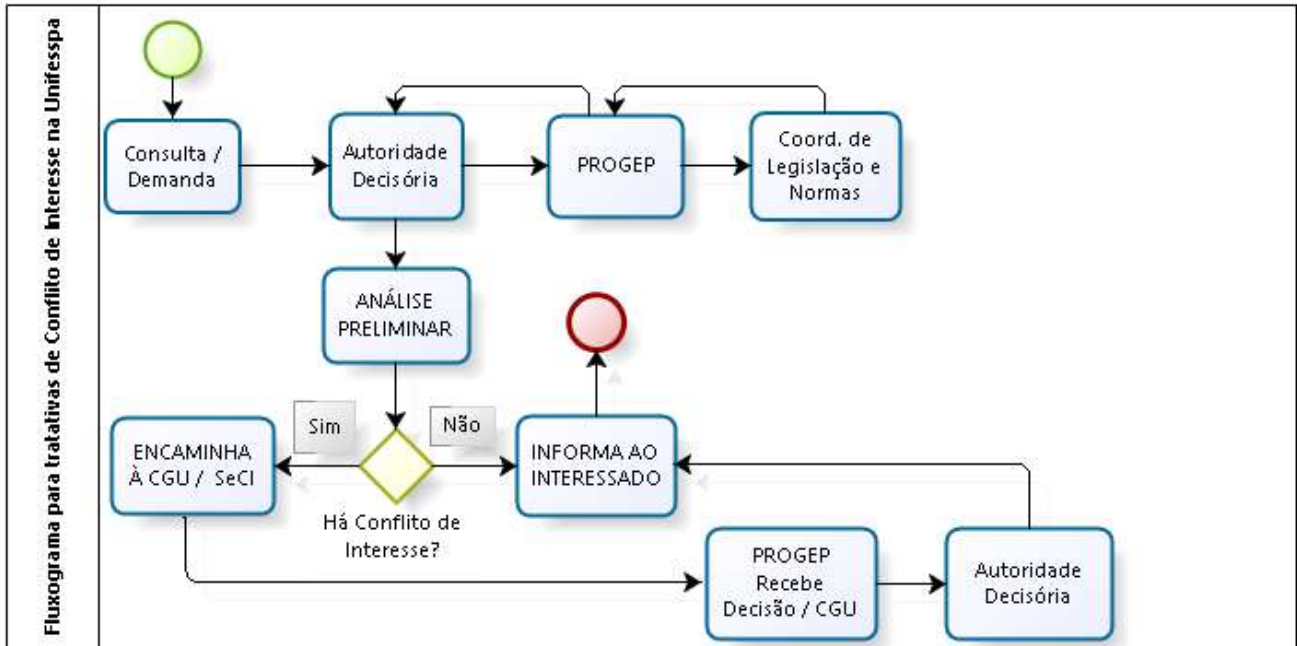 Fluxograma para tratativas de Conflito de Interesse na Unifesspa
Consulta /
Demanda
Autoridade
Decisória
PROGEP
Coord. de
Legislação e
Normas
ANÁLISE
PRELIMINAR
Sim
Não
ENCAMINHA
À CGU / SeCI
Há Conflito de
Interesse?
INFORMA AO
INTERESSADO
PROGEP
Recebe
Decisão / CGU
Autoridade
Decisória